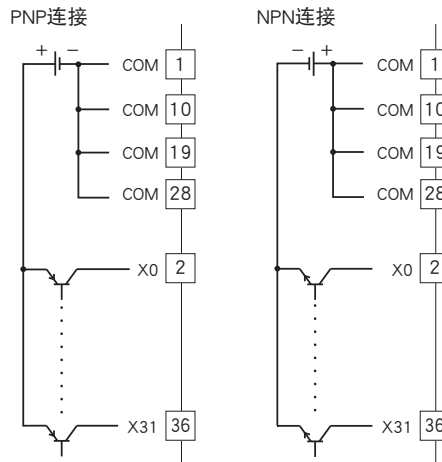 PNP连接
+ −
COM 1
COM 10
COM 19
COM 28
X0 2
X31 36
NPN连接
− +
COM 1
COM 10
COM 19
COM 28
X0 2
X31 36